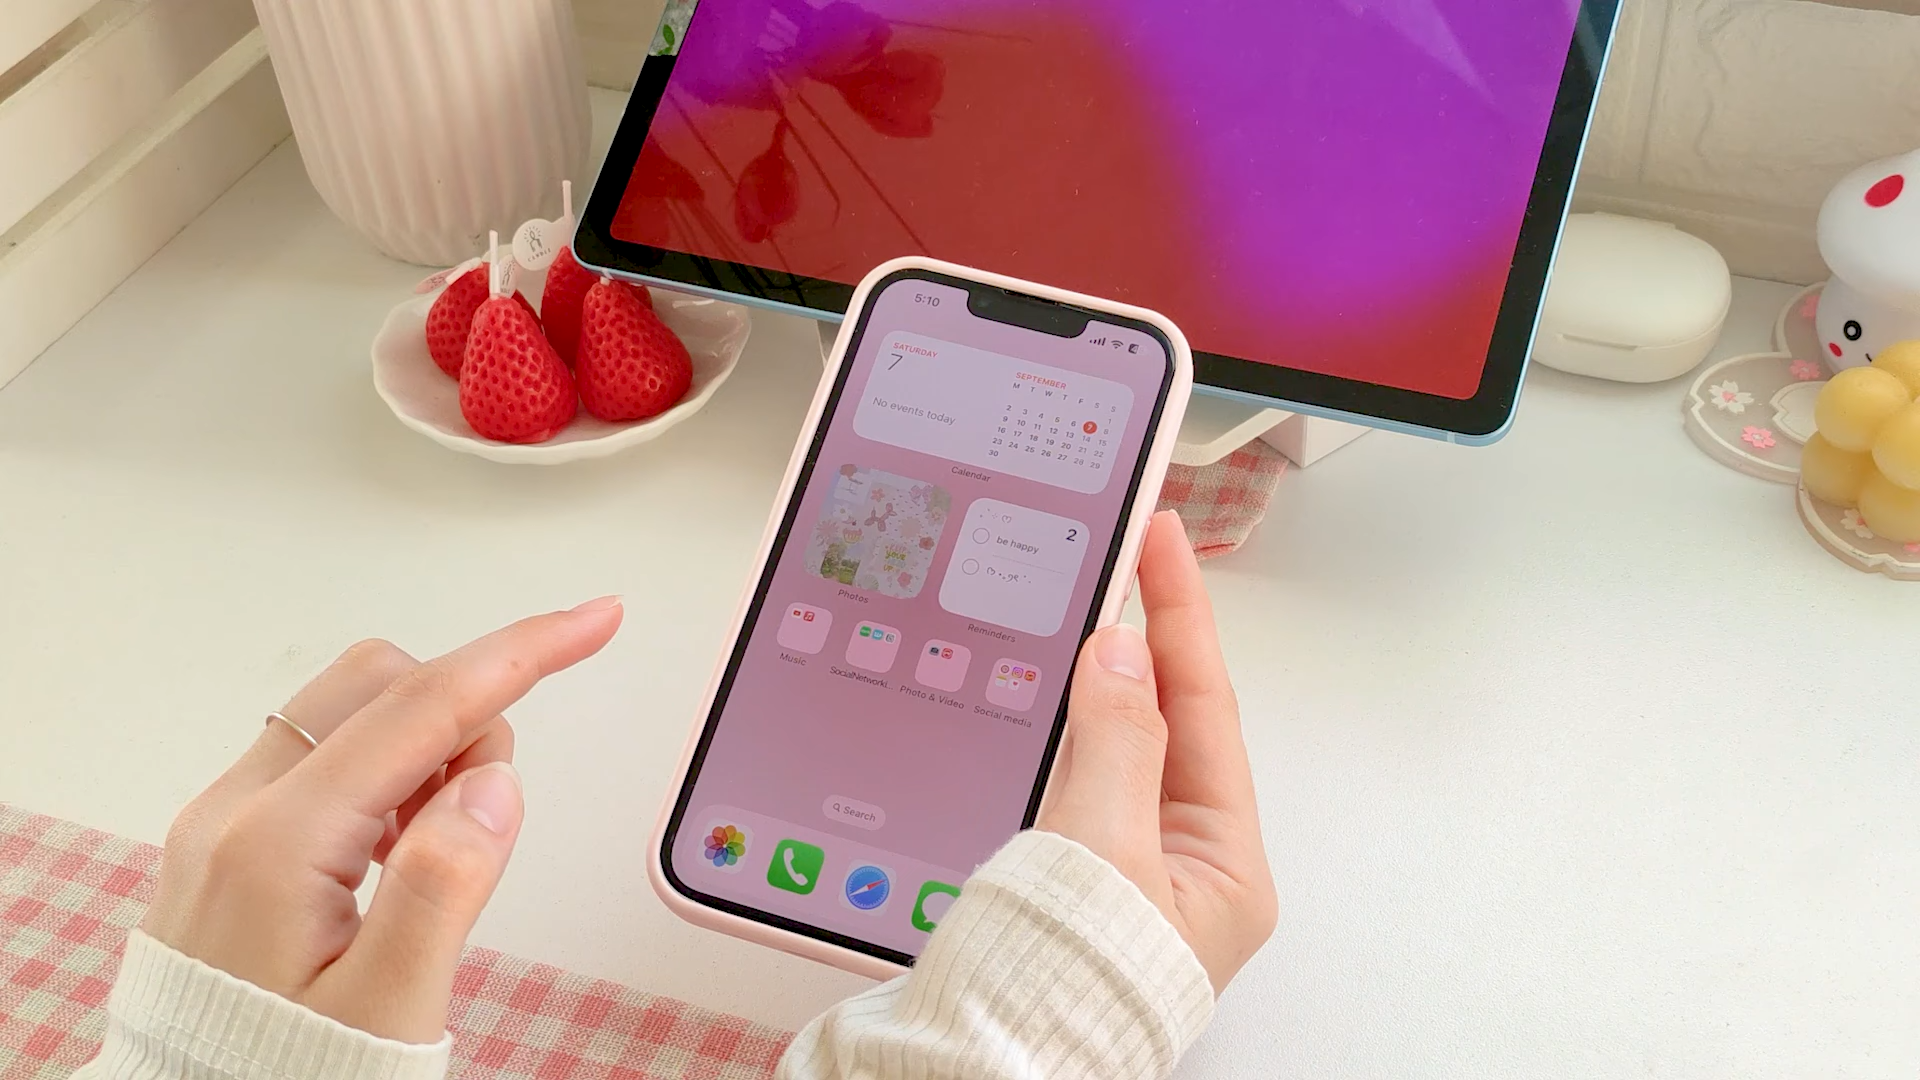 CANDLE
5:10
SATURDAY
7
No events today
SEPTEMBER
M T W T F S S
1
2 3 4 5 6 7 8
9 10 11 12 13 14 15
16 17 18 19 20 21 22
23 24 25 26 27 28 29
30
Calendar
2
be happy
Photos
Reminders
Music
SocialNetworki...
Photo & Video
Social media
Search